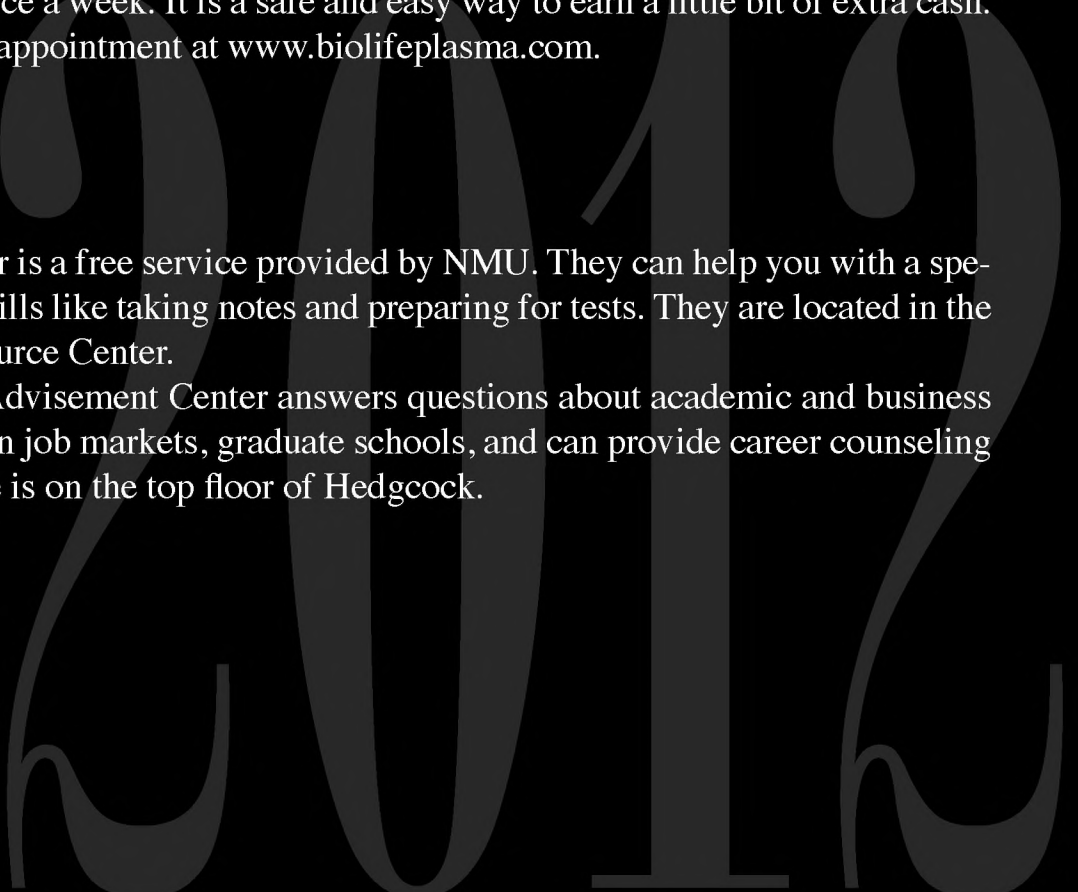 ce a week. It is a safe and easy way to earn a little bit of extra cash.
appointment at www.biolifeplasma.com.
r is a free service provided by NMU. They can help you with a spe-
ills like taking notes and preparing for tests. They are located in the
urce Center.
Advisement Center answers questions about academic and business
n job markets, graduate schools, and can provide career counseling
e is on the top floor of Hedgcock.
2012